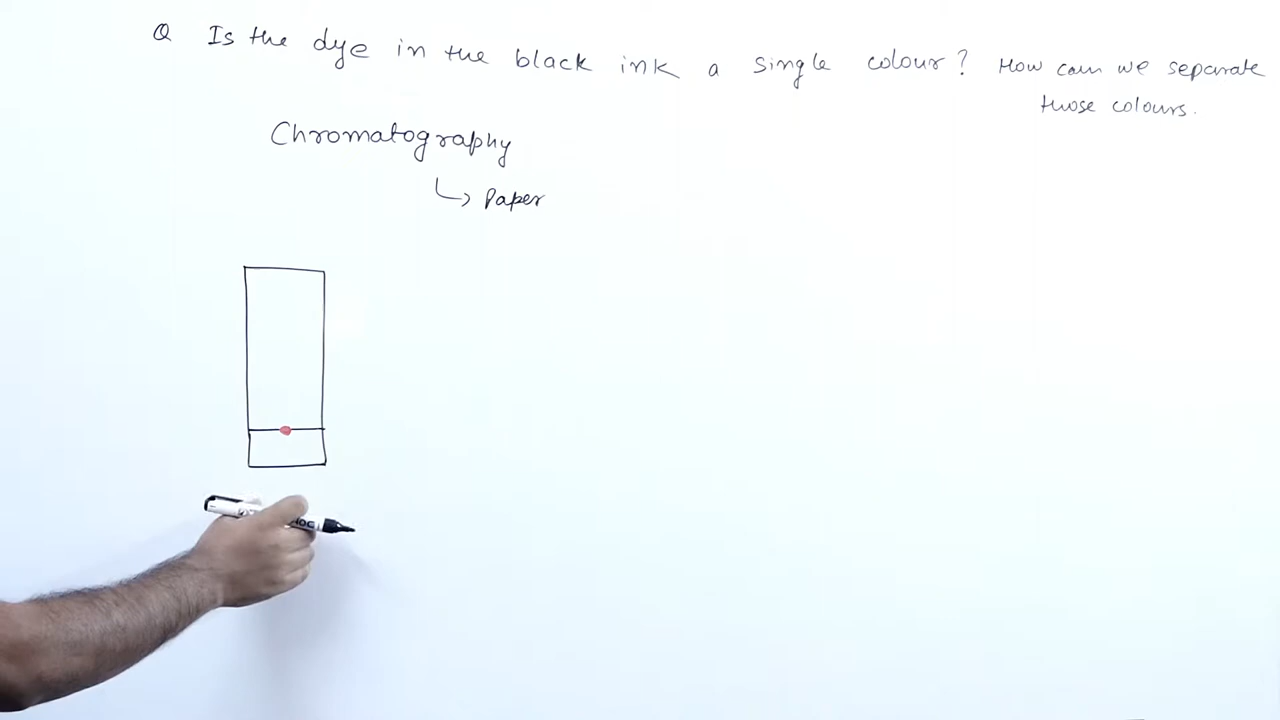 Q Is the dye in the black ink a single colour? How can we separate
those colours.
Chromatography
↳ Paper